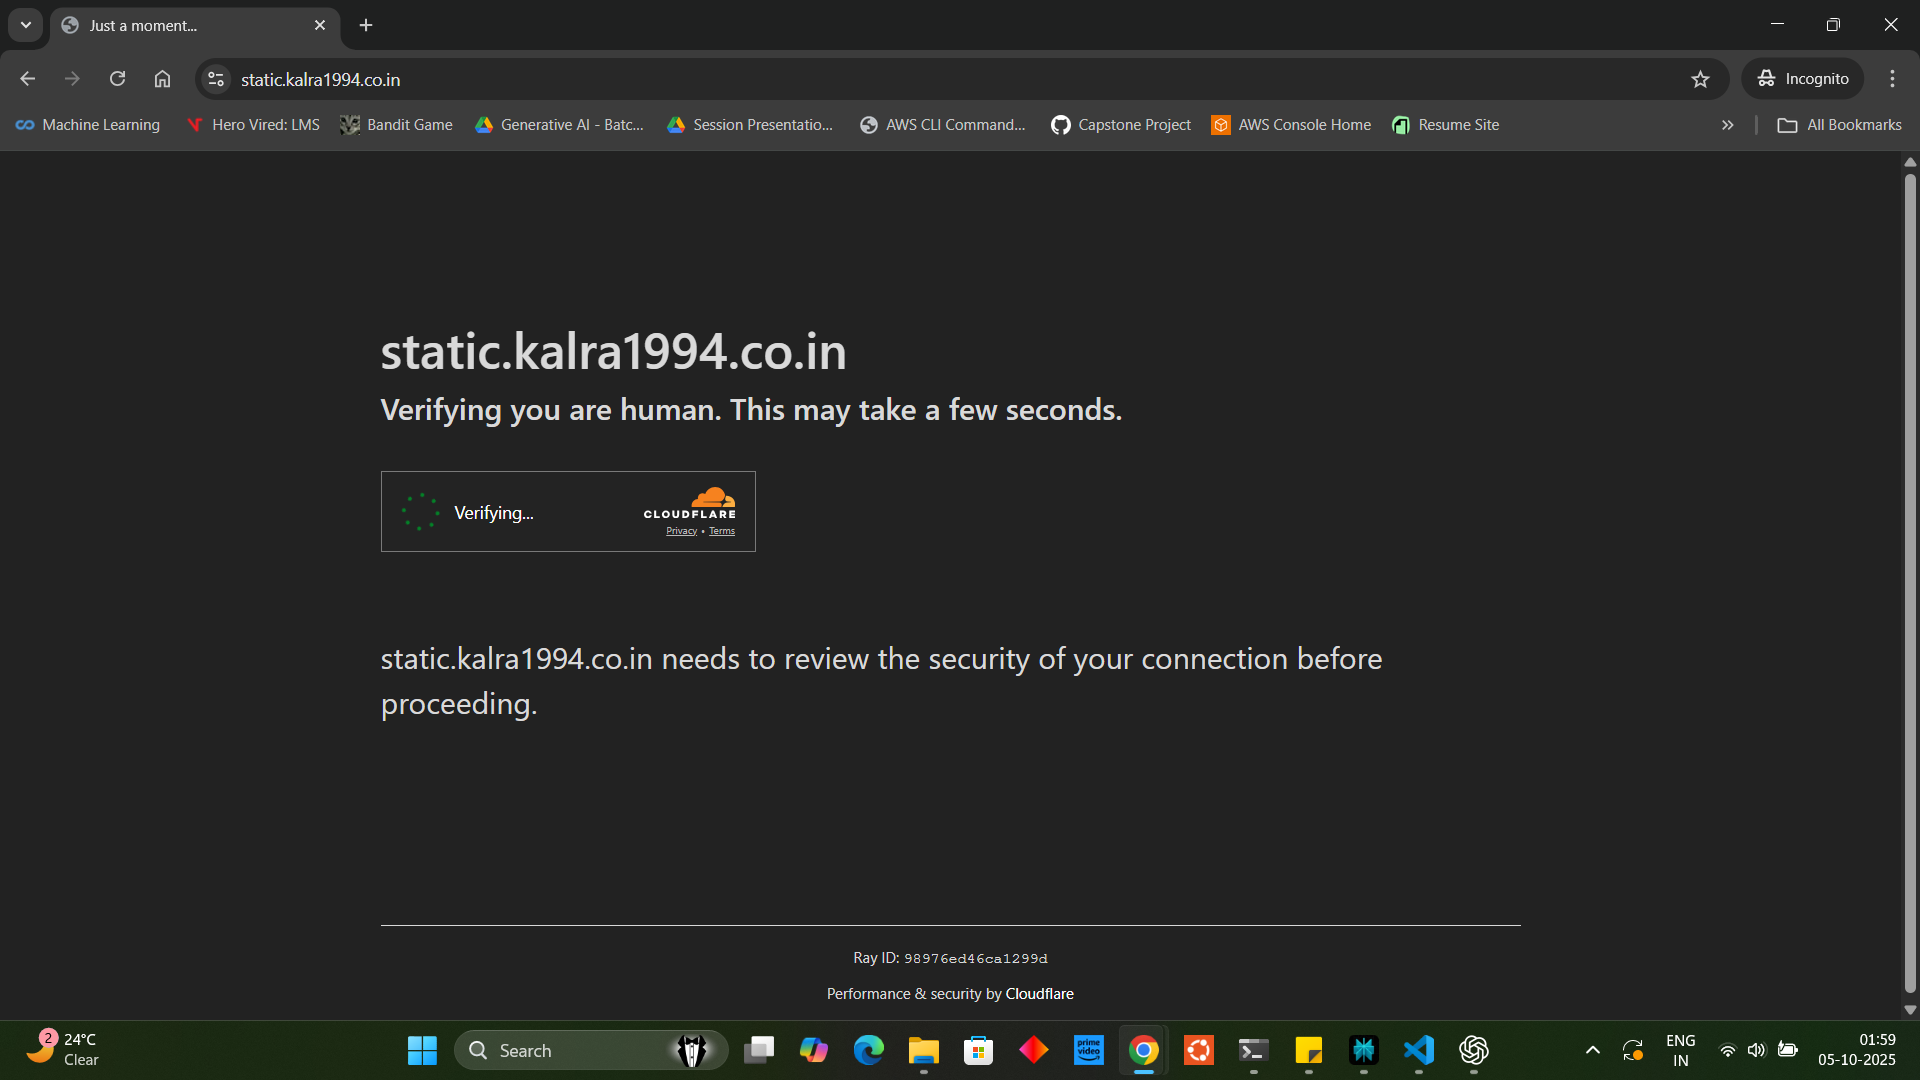 Just a moment...
static.kalra1994.co.in
Incognito
Machine Learning
Hero Vired: LMS
Bandit Game
Generative AI - Batc...
Session Presentatio...
AWS CLI Command...
Capstone Project
AWS Console Home
Resume Site
All Bookmarks
static.kalra1994.co.in
Verifying you are human. This may take a few seconds.
Verifying...
CLOUDFLARE
Privacy • Terms
static.kalra1994.co.in needs to review the security of your connection before
proceeding.
Ray ID: 98976ed46ca1299d
Performance & security by Cloudflare
2
24°C
Clear
Search
prime
video
ENG
IN
01:59
05-10-2025